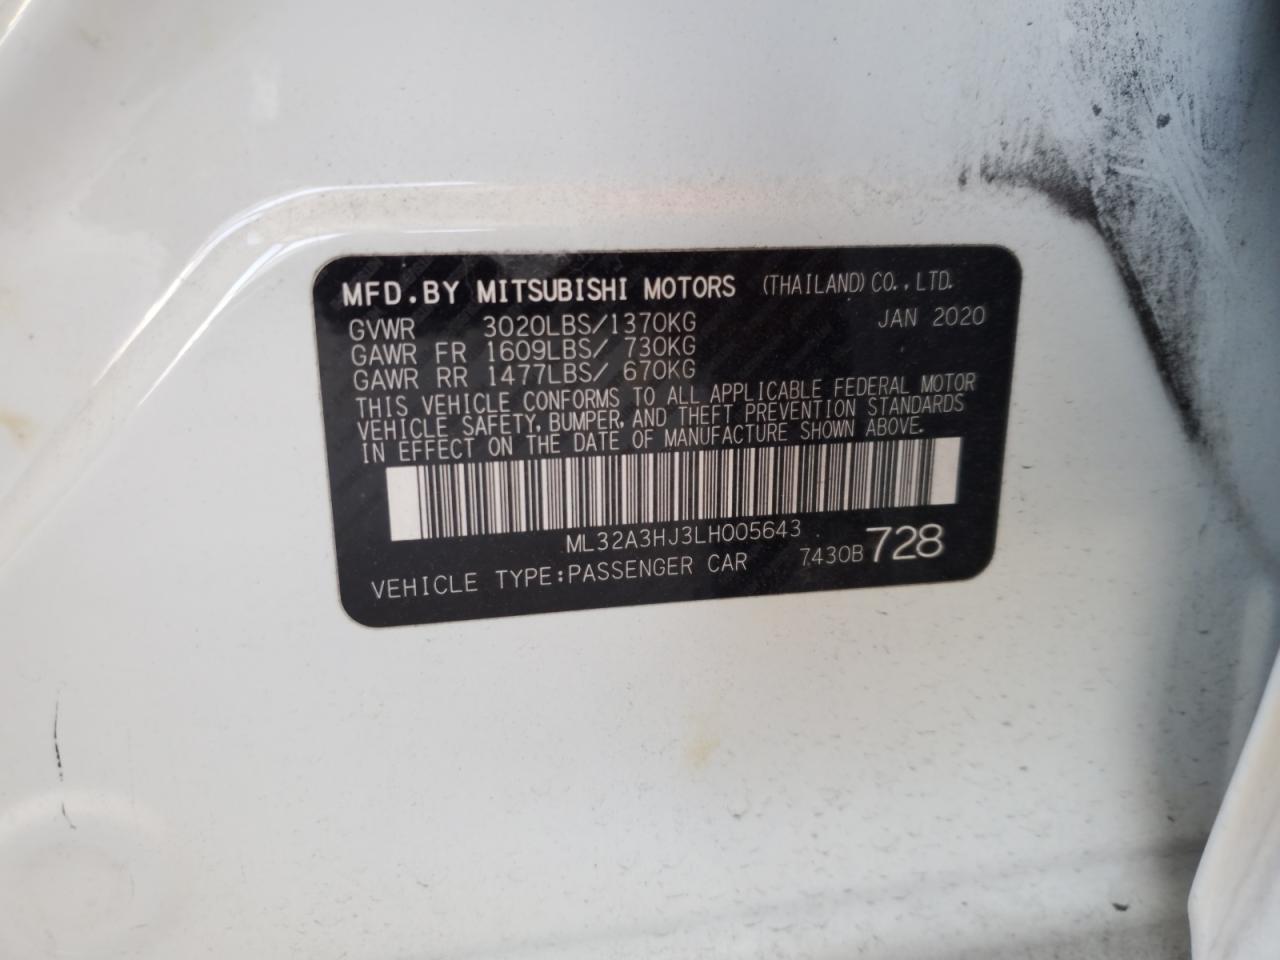 MFD.BY MITSUBISHI MOTORS (THAILAND) CO.,LTD.
GVWR 3020LBS/1370KG JAN 2020
GAWR FR 1609LBS/ 730KG
GAWR RR 1477LBS/ 670KG
THIS VEHICLE CONFORMS TO ALL APPLICABLE FEDERAL MOTOR
VEHICLE SAFETY, BUMPER, AND THEFT PREVENTION STANDARDS
IN EFFECT ON THE DATE OF MANUFACTURE SHOWN ABOVE.
ML32A3HJ3LH005643
VEHICLE TYPE:PASSENGER CAR 7430B 728